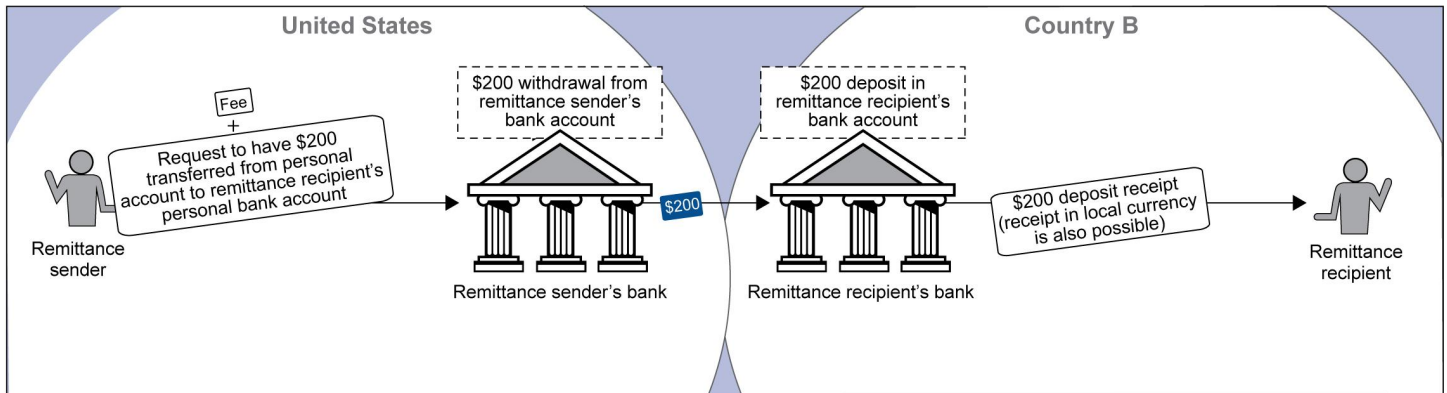 United States
Country B
Fee
+
Request to have $200
transferred from personal
account to remittance recipient's
personal bank account
Remittance
sender
$200 withdrawal from
remittance sender's
bank account
Remittance sender's bank
$200
$200 deposit in
remittance recipient's
bank account
Remittance recipient's bank
$200 deposit receipt
(receipt in local currency
is also possible)
Remittance
recipient